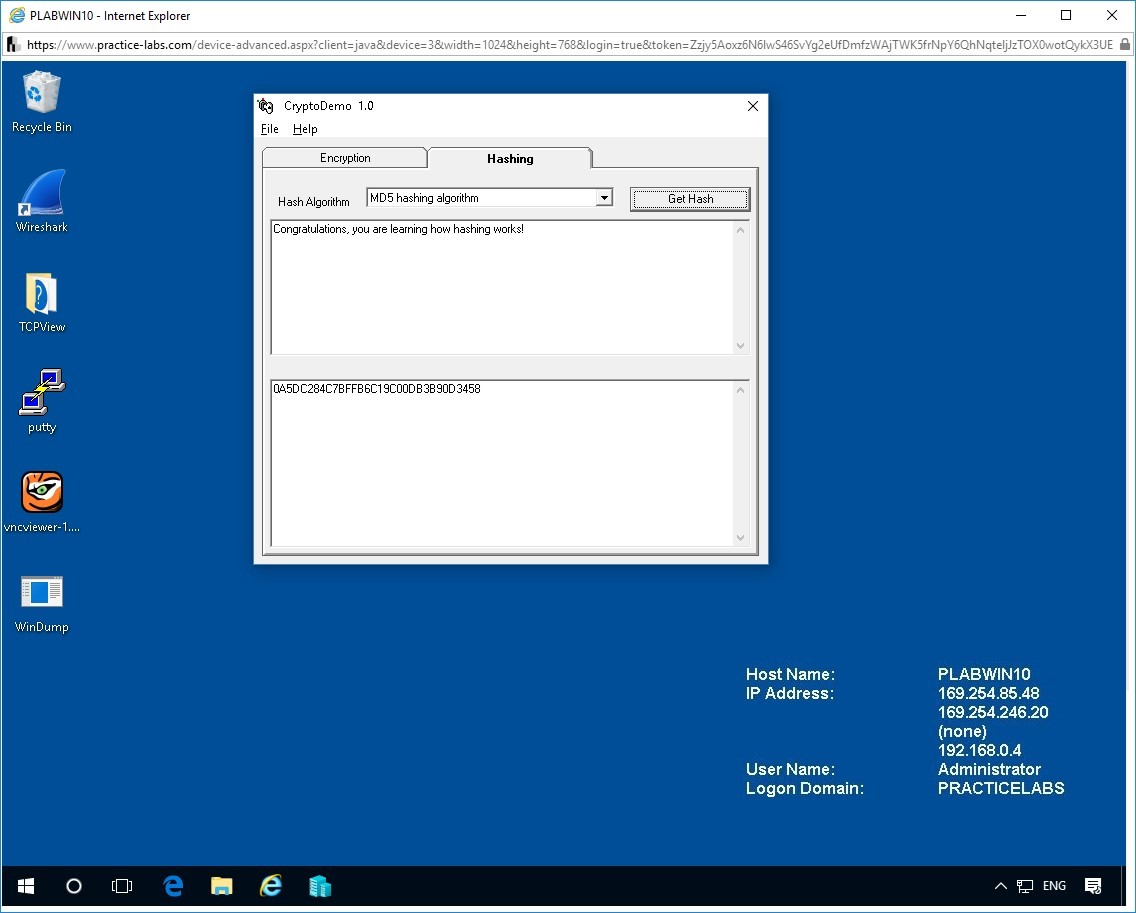 PLABWIN10 - Internet Explorer
https://www.practice-labs.com/device-advanced.aspx?client=java&device=3&width=1024&height=768&login=true&token=Zzjy5Aoxz6N6IwS46SvYg2eUfDmfzWAjTWK5frNpY6QhNqteIjJzTOX0wotQykX3UE
Recycle Bin
Wireshark
TCPView
putty
vncviewer-1....
WinDump
CryptoDemo 1.0
File Help
Encryption Hashing
Hash Algorithm MD5 hashing algorithm Get Hash
Congratulations, you are learning how hashing works!
0A5DC284C7BFFB6C19C00DB3B90D3458
Host Name: PLABWIN10
IP Address: 169.254.85.48
169.254.246.20
(none)
192.168.0.4
User Name: Administrator
Logon Domain: PRACTICELABS
ENG